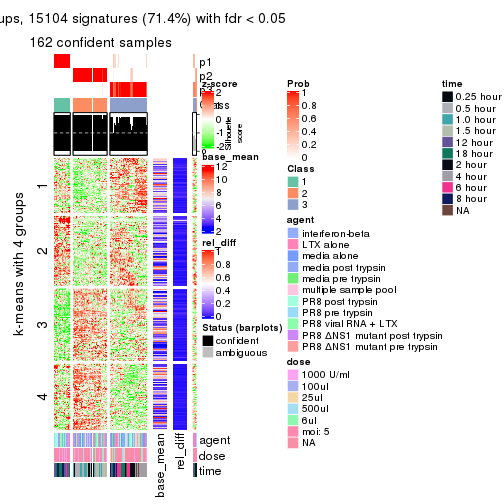 ups, 15104 signatures (71.4%) with fdr < 0.05
162 confident samples
p1
p2
z-score
2
1
0
-1
-2
Silhouette
score
base_mean
12
10
8
6
4
2
rel_diff
1
0.8
0.6
0.4
0.2
0
Status (barplots)
confident
ambiguous
k-means with 4 groups
1
2
3
4
agent
dose
time
base_mean
rel_diff
Prob
1
0.8
0.6
0.4
0.2
0
Class
1
2
3
agent
interferon-beta
LTX alone
media alone
media post trypsin
media pre trypsin
multiple sample pool
PR8 post trypsin
PR8 pre trypsin
PR8 viral RNA + LTX
PR8 ΔNS1 mutant post trypsin
PR8 ΔNS1 mutant pre trypsin
dose
1000 U/ml
100ul
25ul
500ul
6ul
moi: 5
NA
time
0.25 hour
0.5 hour
1.0 hour
1.5 hour
12 hour
18 hour
2 hour
4 hour
6 hour
8 hour
NA